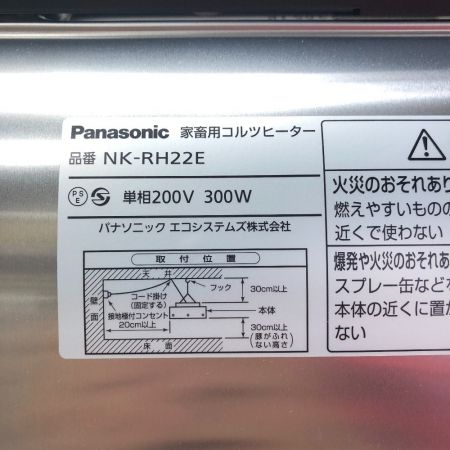 Panasonic 家畜用コルツヒーター
品番 NK-RH22E
PS E S 単相200V 300W
パナソニック エコシステムズ株式会社
取付位置
天井
壁面
コード掛け
(固定する)
フック
30cm以上
接地極付コンセント
本体
20cm以上
30cm以上
(豚がふれ
ない高さ)
床面
火災のおそれあり
燃えやすいものの
近くで使わない
爆発や火災のおそれあ
スプレー缶などを
本体の近くに置か
ない